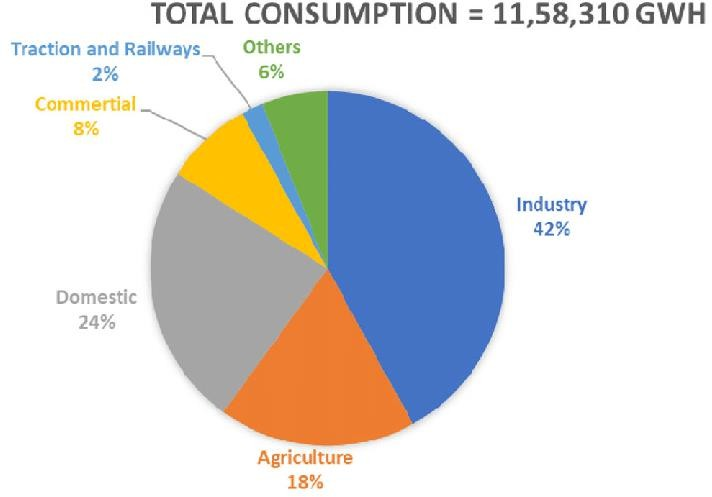 TOTAL CONSUMPTION = 11,58,310 GWH
Traction and Railways
2%
Others
6%
Commertial
8%
Industry
42%
Domestic
24%
Agriculture
18%